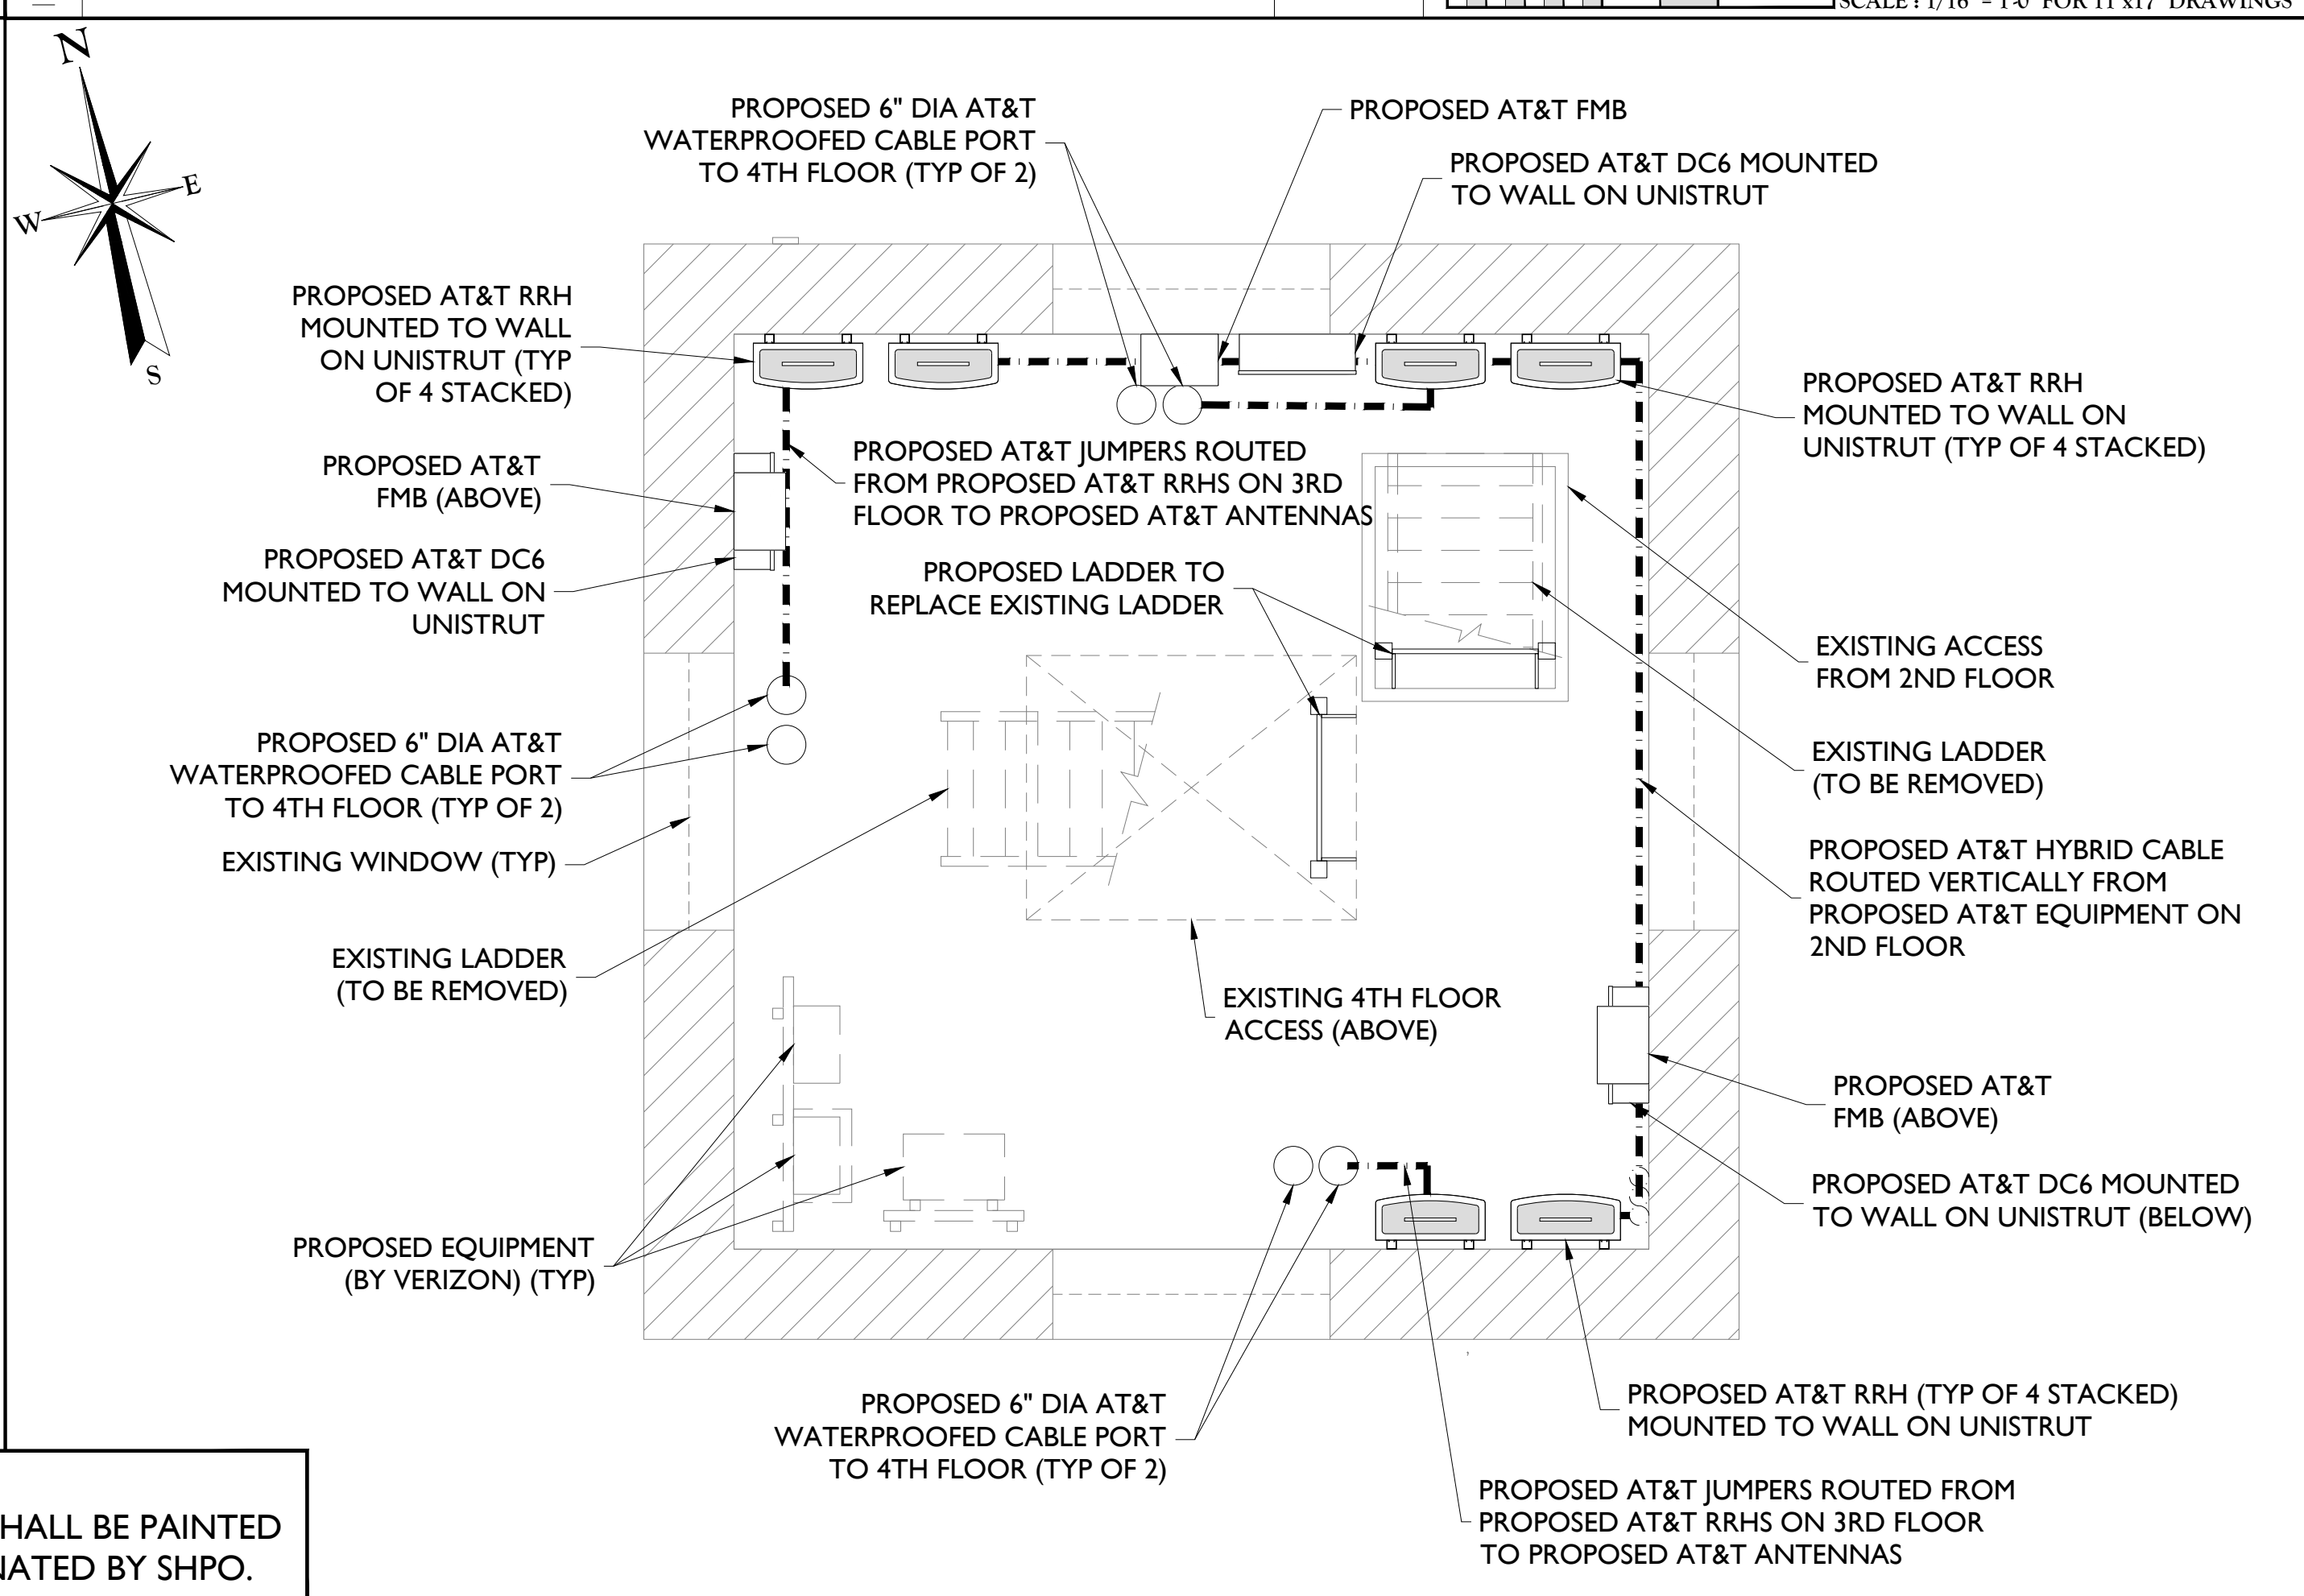 SCALE : 1/16" = 1'-0" FOR 11"x17" DRAWINGS
N
E
W
S
PROPOSED 6" DIA AT&T
WATERPROOFED CABLE PORT
TO 4TH FLOOR (TYP OF 2)
PROPOSED AT&T FMB
PROPOSED AT&T DC6 MOUNTED
TO WALL ON UNISTRUT
PROPOSED AT&T RRH
MOUNTED TO WALL
ON UNISTRUT (TYP
OF 4 STACKED)
PROPOSED AT&T RRH
MOUNTED TO WALL ON
UNISTRUT (TYP OF 4 STACKED)
PROPOSED AT&T
FMB (ABOVE)
PROPOSED AT&T JUMPERS ROUTED
FROM PROPOSED AT&T RRHS ON 3RD
FLOOR TO PROPOSED AT&T ANTENNAS
PROPOSED AT&T DC6
MOUNTED TO WALL ON
UNISTRUT
PROPOSED LADDER TO
REPLACE EXISTING LADDER
EXISTING ACCESS
FROM 2ND FLOOR
PROPOSED 6" DIA AT&T
WATERPROOFED CABLE PORT
TO 4TH FLOOR (TYP OF 2)
EXISTING LADDER
(TO BE REMOVED)
EXISTING WINDOW (TYP)
PROPOSED AT&T HYBRID CABLE
ROUTED VERTICALLY FROM
PROPOSED AT&T EQUIPMENT ON
2ND FLOOR
EXISTING LADDER
(TO BE REMOVED)
EXISTING 4TH FLOOR
ACCESS (ABOVE)
PROPOSED AT&T
FMB (ABOVE)
PROPOSED AT&T DC6 MOUNTED
TO WALL ON UNISTRUT (BELOW)
PROPOSED EQUIPMENT
(BY VERIZON) (TYP)
PROPOSED 6" DIA AT&T
WATERPROOFED CABLE PORT
TO 4TH FLOOR (TYP OF 2)
PROPOSED AT&T RRH (TYP OF 4 STACKED)
MOUNTED TO WALL ON UNISTRUT
PROPOSED AT&T JUMPERS ROUTED FROM
PROPOSED AT&T RRHS ON 3RD FLOOR
TO PROPOSED AT&T ANTENNAS
HALL BE PAINTED
NATED BY SHPO.